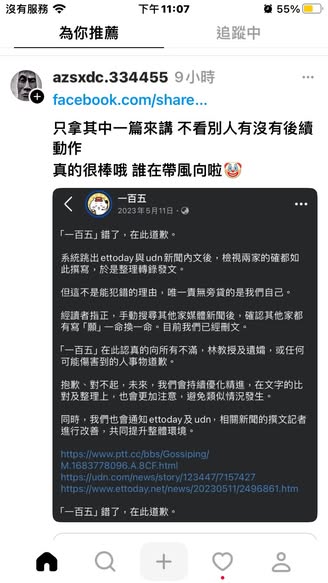 沒有服務 下午11:07 55%
為你推薦 追蹤中
azsxdc.334455 9小時
facebook.com/share...
只拿其中一篇來講 不看別人有沒有後續
動作
真的很棒哦 誰在帶風向啦🤡
一百五
2023年5月11日 ·
「一百五」錯了，在此道歉。
系統跳出ettoday與udn新聞內文後，檢視兩家的確都如
此撰寫，於是整理轉錄發文。
但這不是能犯錯的理由，唯一責無旁貸的是我們自己。
經讀者指正，手動搜尋其他家媒體新聞後，確認其他家都
有寫「願」一命換一命。目前我們已經刪文。
「一百五」在此認真的向所有不滿，林教授及遺孀，或任何
可能傷害到的人事物道歉。
抱歉、對不起，未來，我們會持續優化精進，在文字的比
對及整理上，也會更加注意，避免類似情況發生。
同時，我們也會通知ettoday及udn，相關新聞的撰文記者
進行改善，共同提升整體環境。
https://www.ptt.cc/bbs/Gossiping/
M.1683778096.A.8CF.html
https://udn.com/news/story/123447/7157427
https://www.ettoday.net/news/20230511/2496861.htm
「一百五」錯了，在此道歉。